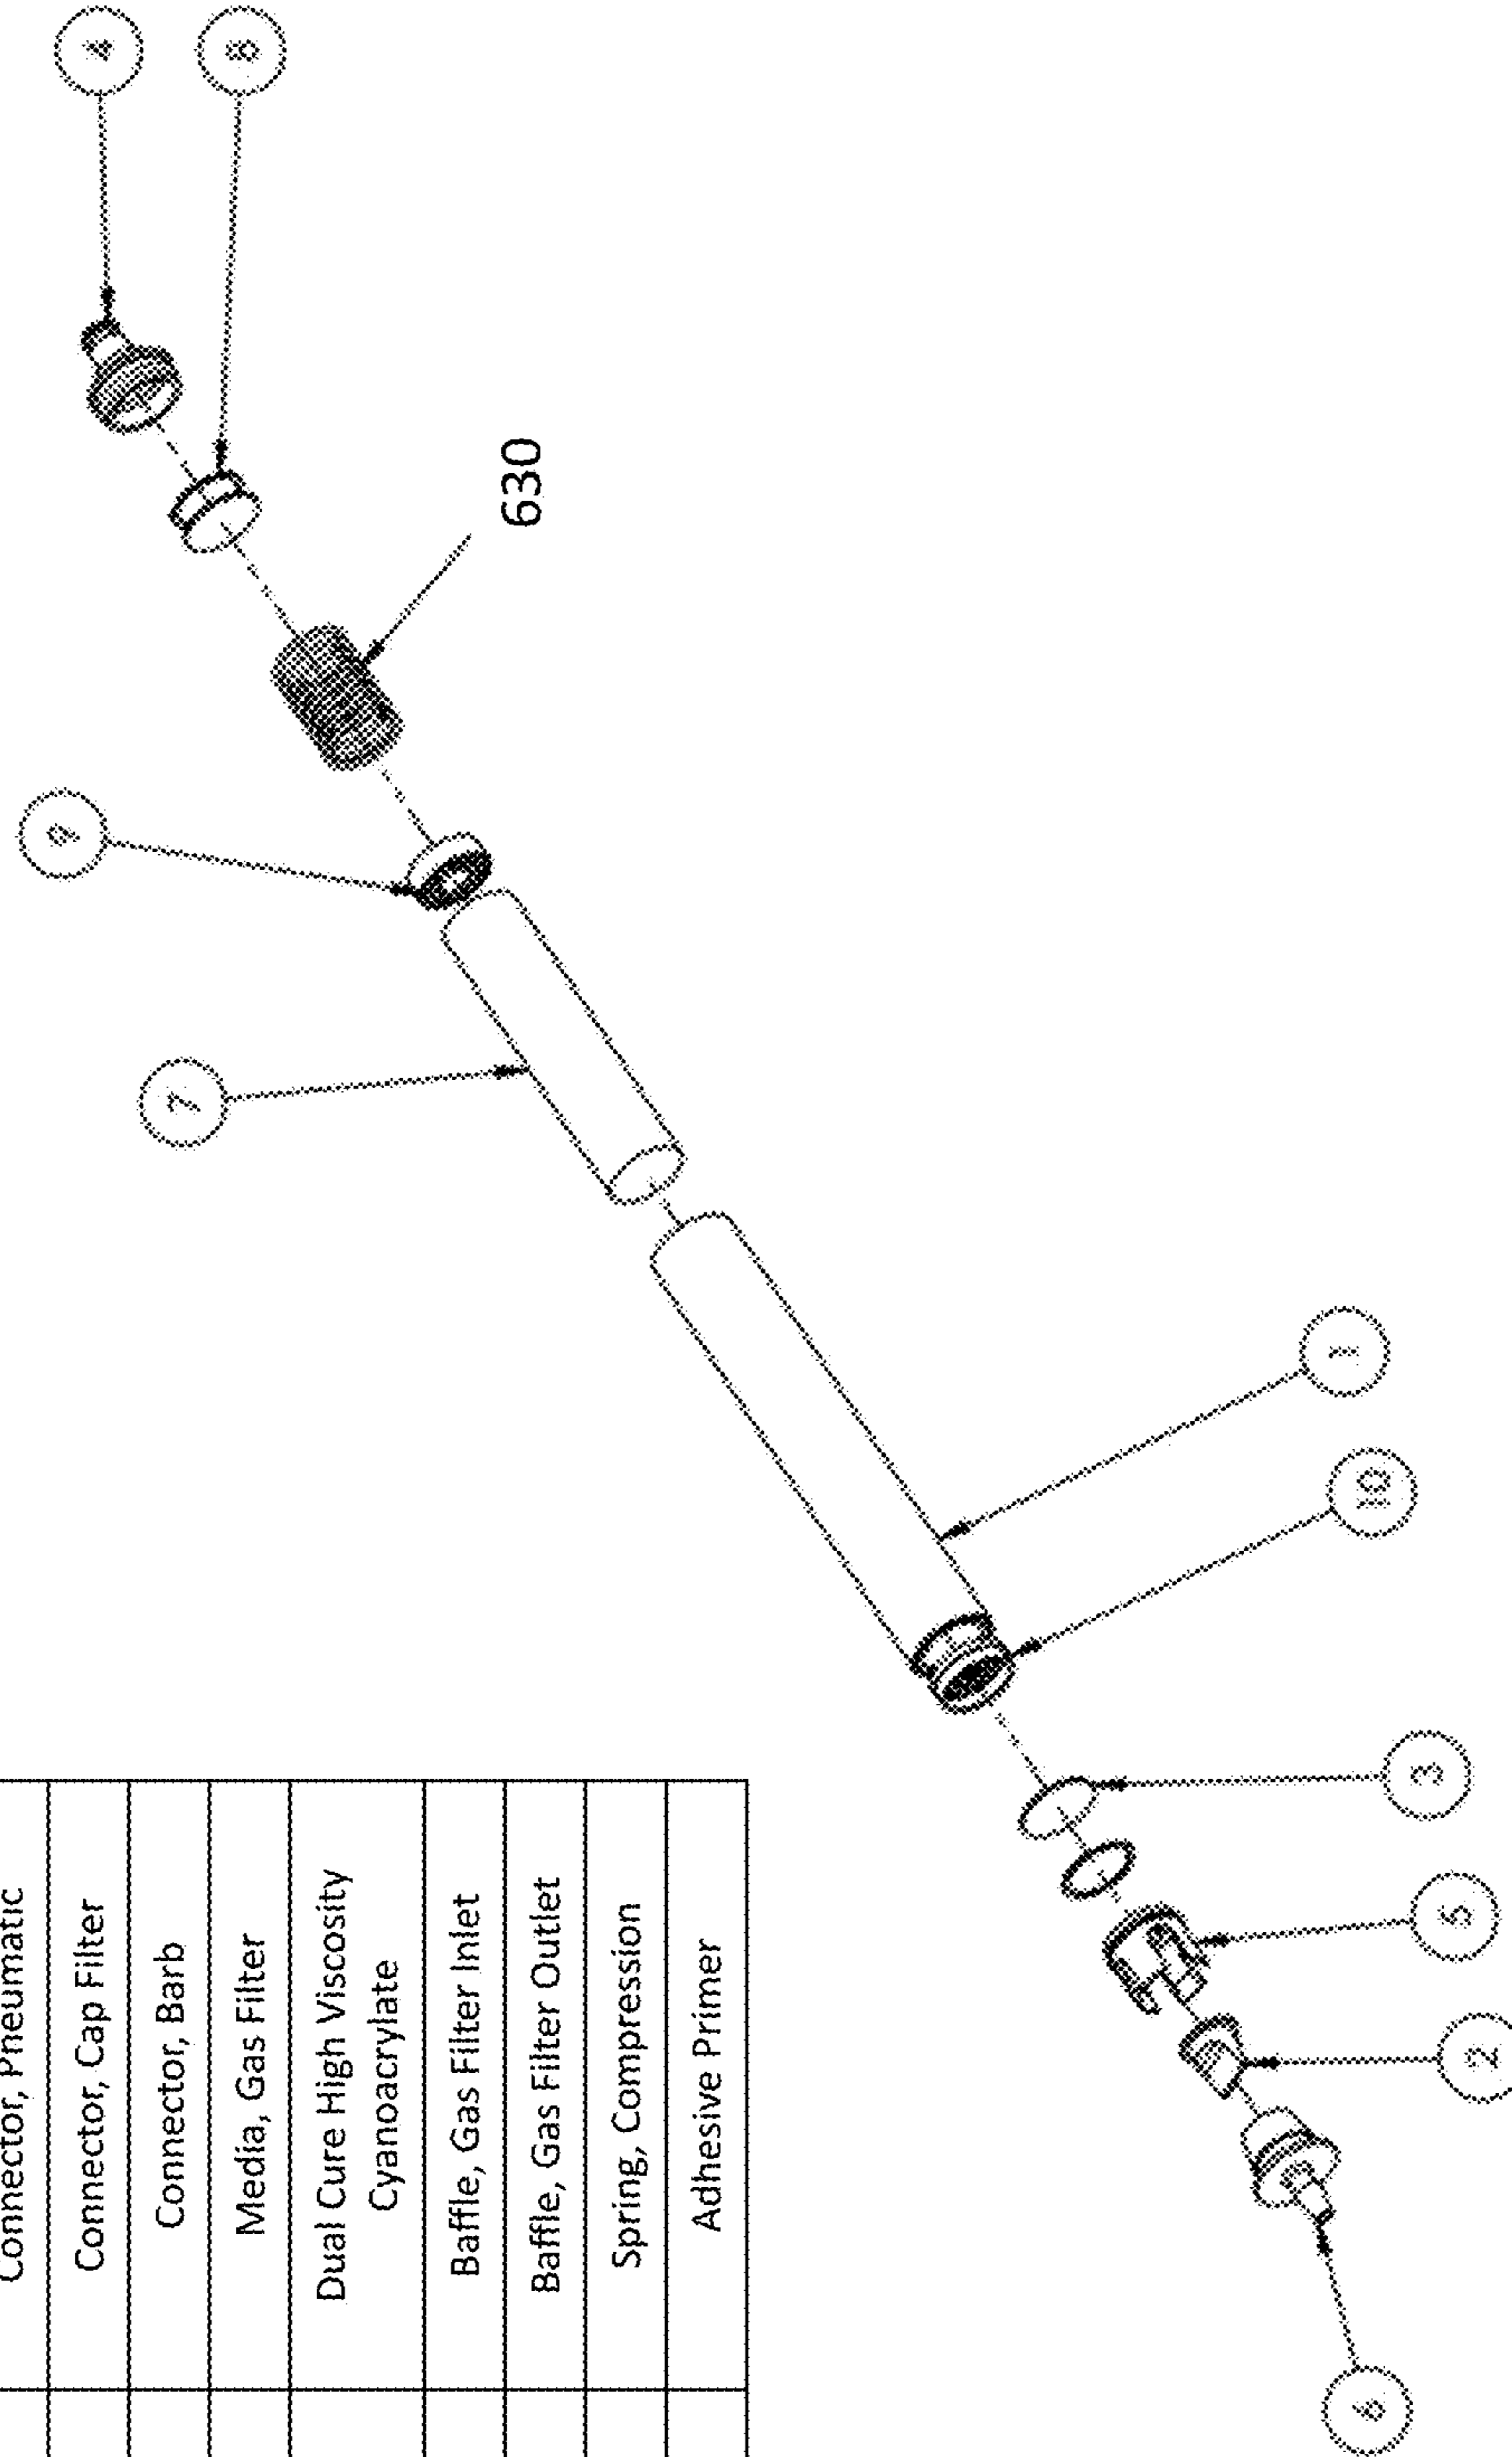 Connector, Pneumatic
Connector, Cap Filter
Connector, Barb
Media, Gas Filter
Dual Cure High Viscosity
Cyanoacrylate
Baffle, Gas Filter Inlet
Baffle, Gas Filter Outlet
Spring, Compression
Adhesive Primer
6
2
5
3
10
1
7
9
630
4
8